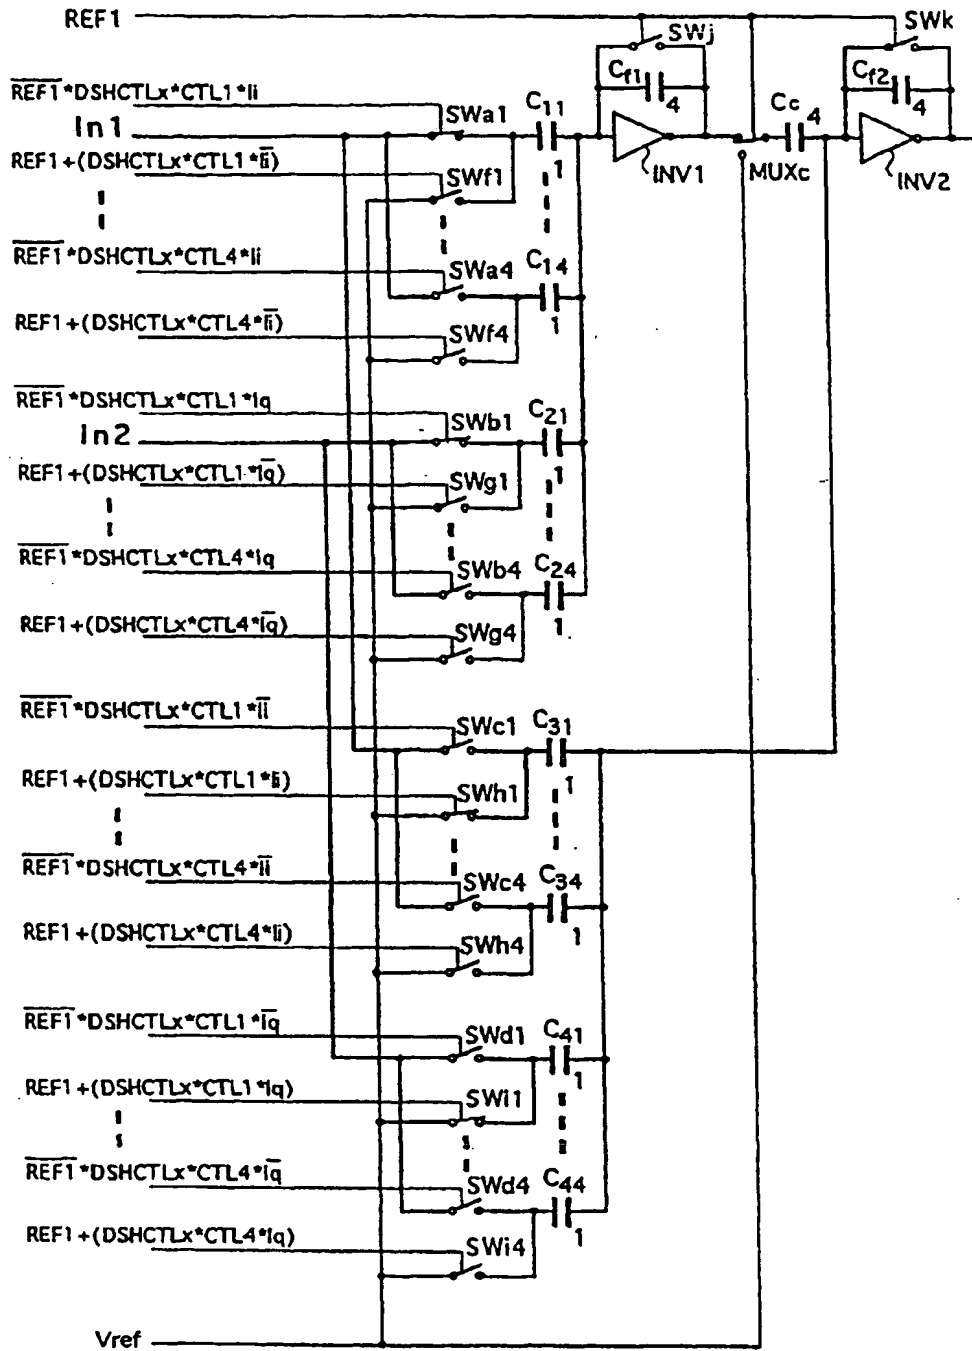 REF1
SWj
SWk
Cf1
4
Cf2
4
REF1*DSHCTLx*CTL1*Ii
In1
SWa1
C11
1
INV1
MUXc
Cc
4
INV2
REF1+(DSHCTLx*CTL1*Ii)
SWf1
REF1*DSHCTLx*CTL4*Ii
SWa4
C14
1
REF1+(DSHCTLx*CTL4*Ii)
SWf4
REF1*DSHCTLx*CTL1*Iq
In2
SWb1
C21
1
REF1+(DSHCTLx*CTL1*Iq)
SWg1
REF1*DSHCTLx*CTL4*Iq
SWb4
C24
1
REF1+(DSHCTLx*CTL4*Iq)
SWg4
REF1*DSHCTLx*CTL1*Ii
SWc1
C31
1
REF1+(DSHCTLx*CTL1*Ii)
SWh1
REF1*DSHCTLx*CTL4*Ii
SWc4
C34
1
REF1+(DSHCTLx*CTL4*Ii)
SWh4
REF1*DSHCTLx*CTL1*Iq
SWd1
C41
1
REF1+(DSHCTLx*CTL1*Iq)
SWi1
REF1*DSHCTLx*CTL4*Iq
SWd4
C44
1
REF1+(DSHCTLx*CTL4*Iq)
SWi4
Vref